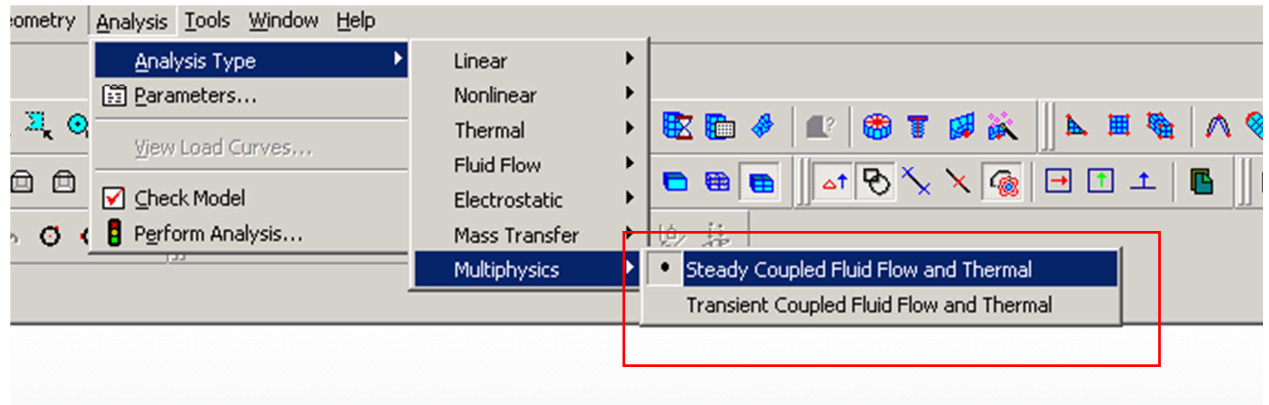 ometry Analysis Tools Window Help
Analysis Type
Parameters...
View Load Curves...
Check Model
Perform Analysis...
Linear
Nonlinear
Thermal
Fluid Flow
Electrostatic
Mass Transfer
Multiphysics
Steady Coupled Fluid Flow and Thermal
Transient Coupled Fluid Flow and Thermal